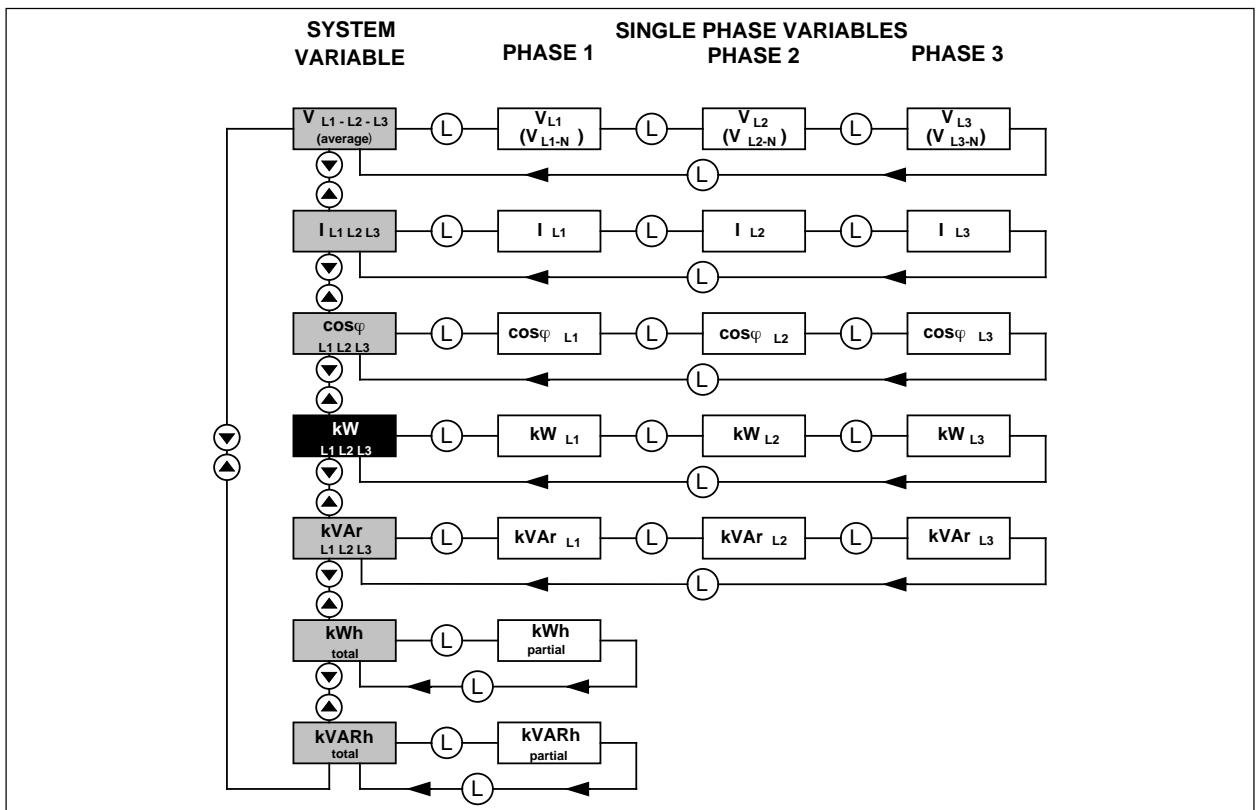 SYSTEM
VARIABLE
SINGLE PHASE VARIABLES
PHASE 1
PHASE 2
PHASE 3
V L1 - L2 - L3
(average)
L
VL1
(V L1-N )
L
VL2
(V L2-N)
L
VL3
(V L3-N)
L
I L1 L2 L3
L
I L1
L
I L2
L
I L3
L
cosφ
L1 L2 L3
L
cosφ L1
L
cosφ L2
L
cosφ L3
L
kW
L1 L2 L3
L
kW L1
L
kW L2
L
kW L3
L
kVAr
L1 L2 L3
L
kVAr L1
L
kVAr L2
L
kVAr L3
L
kWh
total
L
kWh
partial
L
kVARh
total
L
kVARh
partial
L